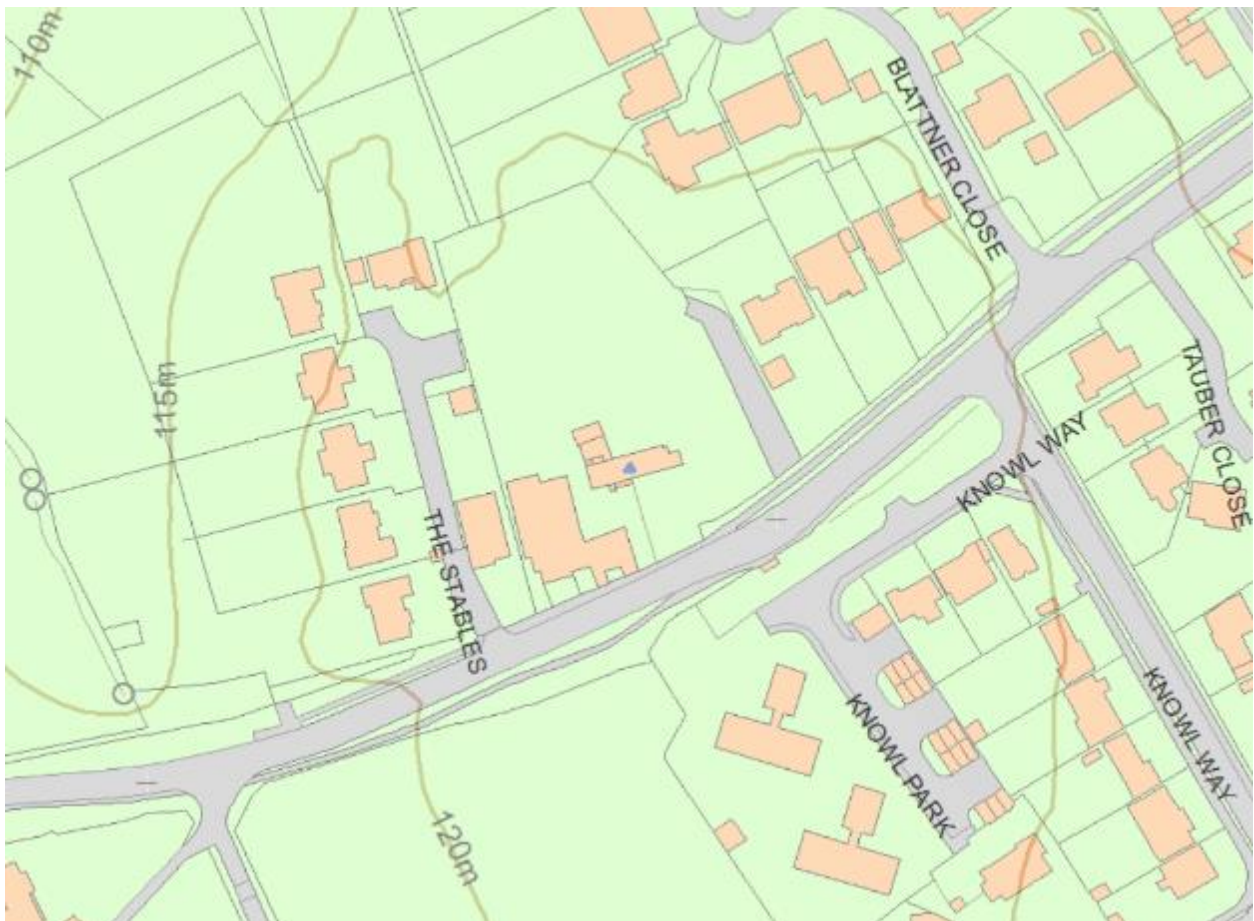 110m
BLATTNER CLOSE
115m
TAUBER CLOSE
KNOWL WAY
THE STABLES
KNOWL PARK
KNOWL WAY
120m